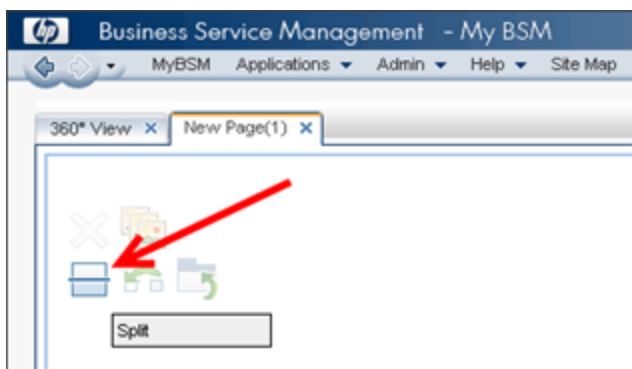 hp Business Service Management - My BSM
MyBSM Applications Admin Help Site Map
360° View New Page(1)
Split